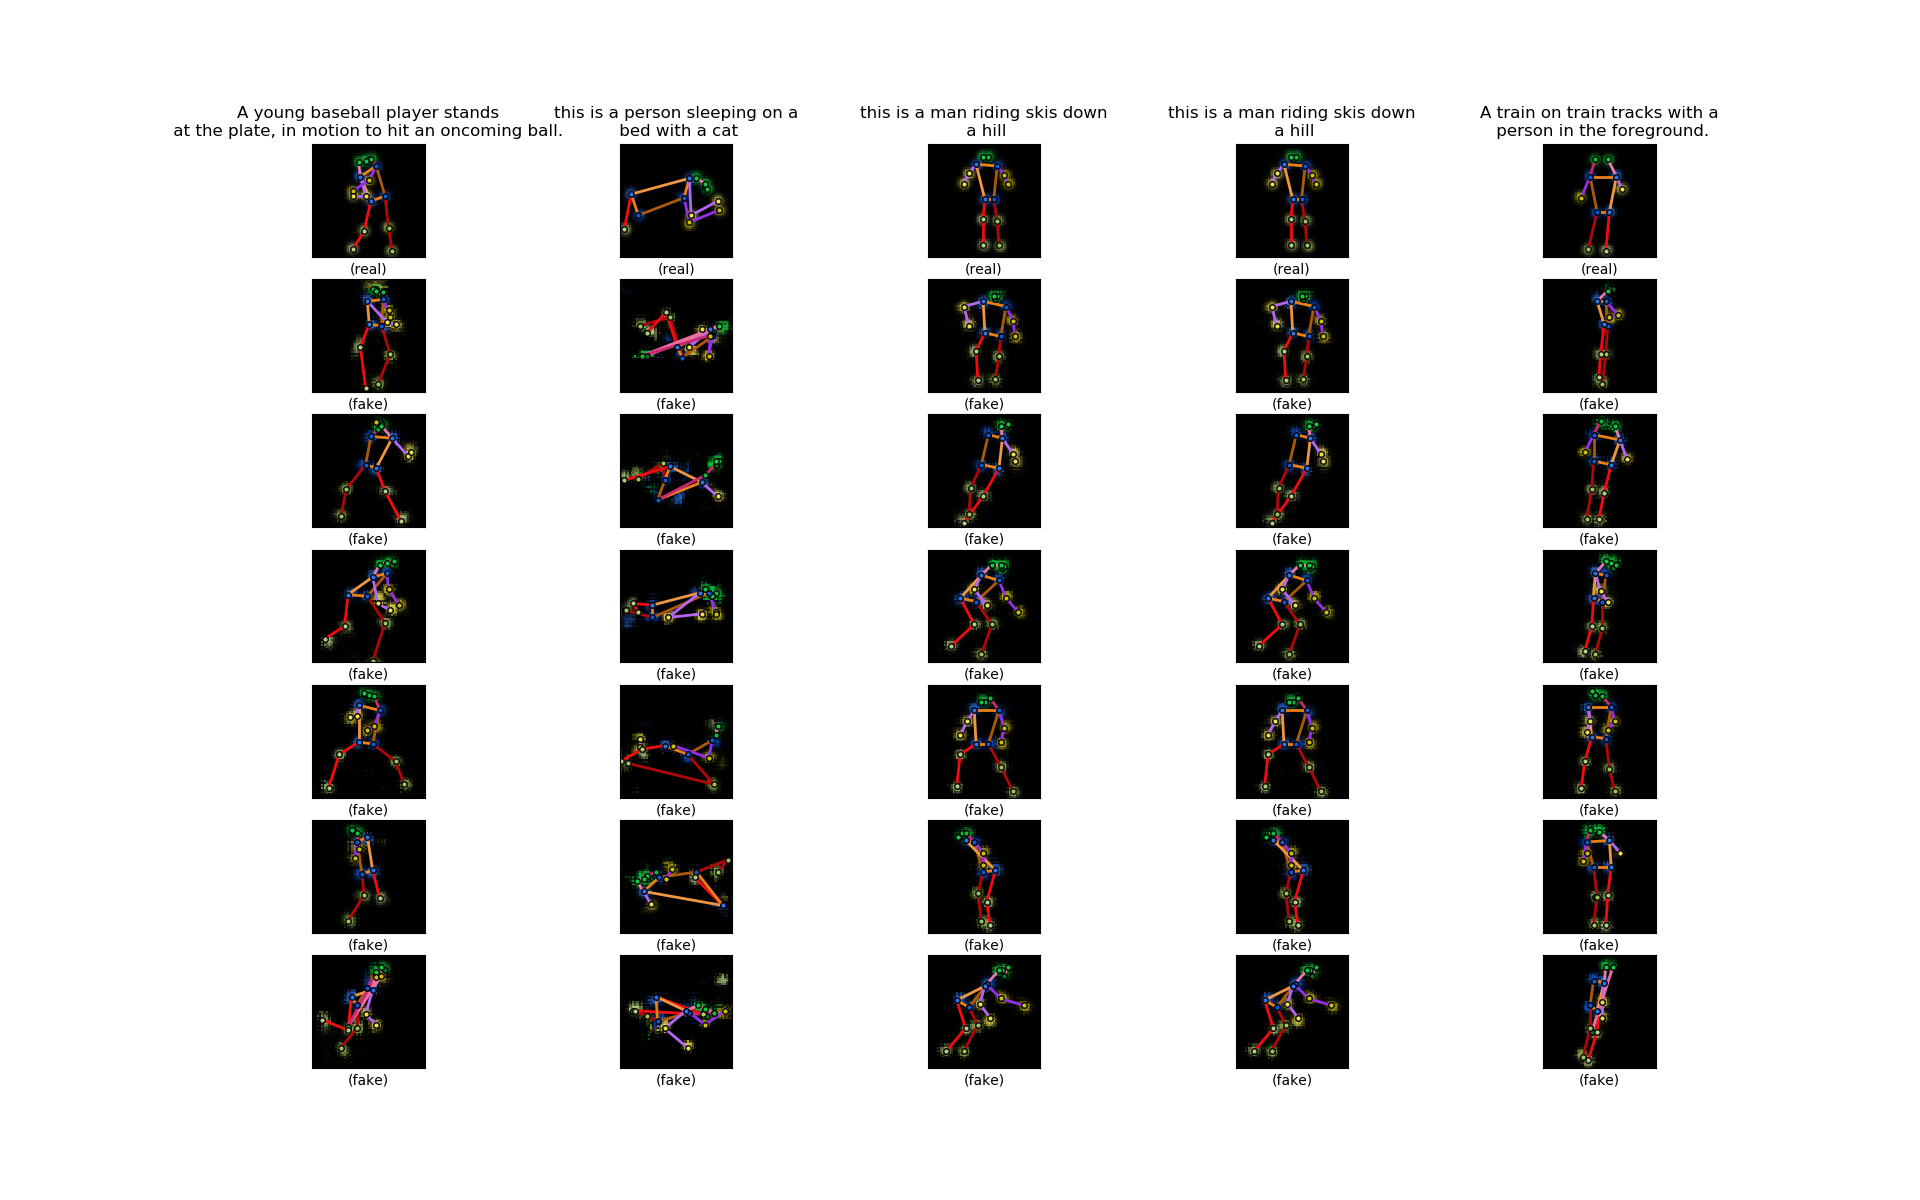 A young baseball player stands
at the plate, in motion to hit an oncoming ball.
this is a person sleeping on a
bed with a cat
this is a man riding skis down
a hill
this is a man riding skis down
a hill
A train on train tracks with a
person in the foreground.
(real) (real) (real) (real) (real)
(fake) (fake) (fake) (fake) (fake)
(fake) (fake) (fake) (fake) (fake)
(fake) (fake) (fake) (fake) (fake)
(fake) (fake) (fake) (fake) (fake)
(fake) (fake) (fake) (fake) (fake)
(fake) (fake) (fake) (fake) (fake)